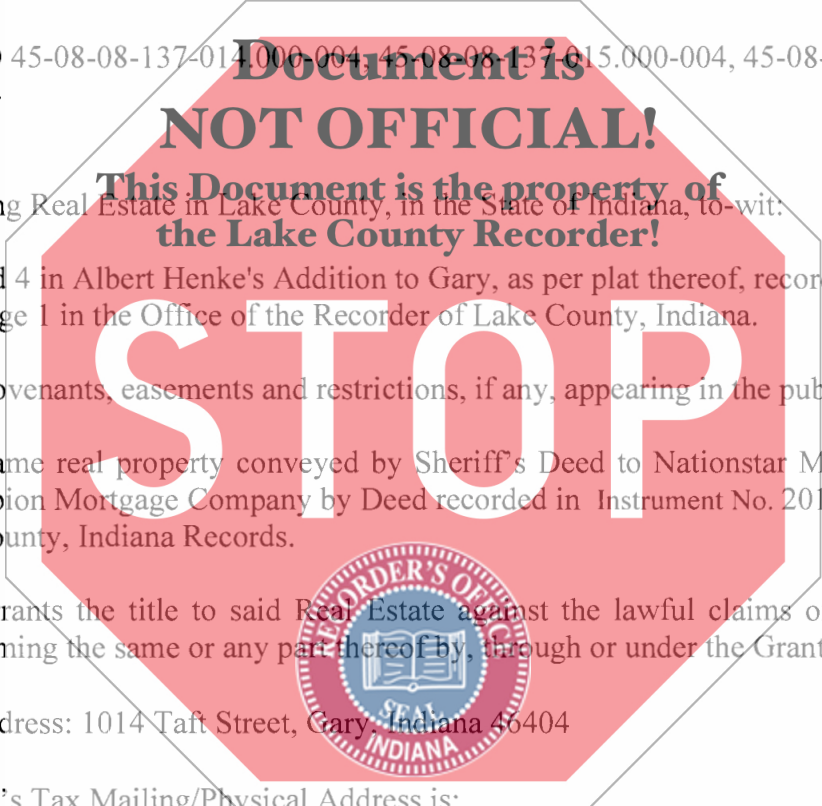 45-08-08-137-014.000-004, 45-08-08-137-015.000-004, 45-08-
Document is
NOT OFFICIAL!
This Document is the property of
ng Real Estate in Lake County, in the State of Indiana, to-wit:
the Lake County Recorder!
d 4 in Albert Henke's Addition to Gary, as per plat thereof, recor
ge 1 in the Office of the Recorder of Lake County, Indiana.
STOP
ovenants, easements and restrictions, if any, appearing in the pub
ame real property conveyed by Sheriff's Deed to Nationstar M
pion Mortgage Company by Deed recorded in Instrument No. 201
ounty, Indiana Records.
RECORDER'S OFFICE
rants the title to said Real Estate against the lawful claims o
ning the same or any part thereof by, through or under the Grant
SEAL
INDIANA
dress: 1014 Taft Street, Gary, Indiana 46404
's Tax Mailing/Physical Address is: